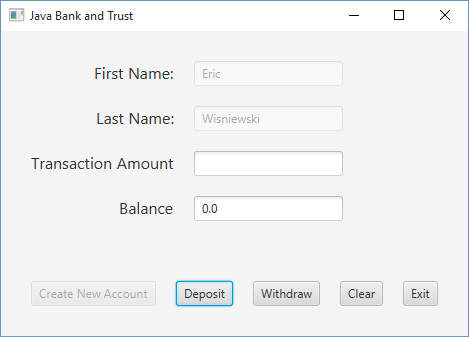 Java Bank and Trust
First Name: Eric
Last Name: Wisniewski
Transaction Amount
Balance 0.0
Create New Account Deposit Withdraw Clear Exit